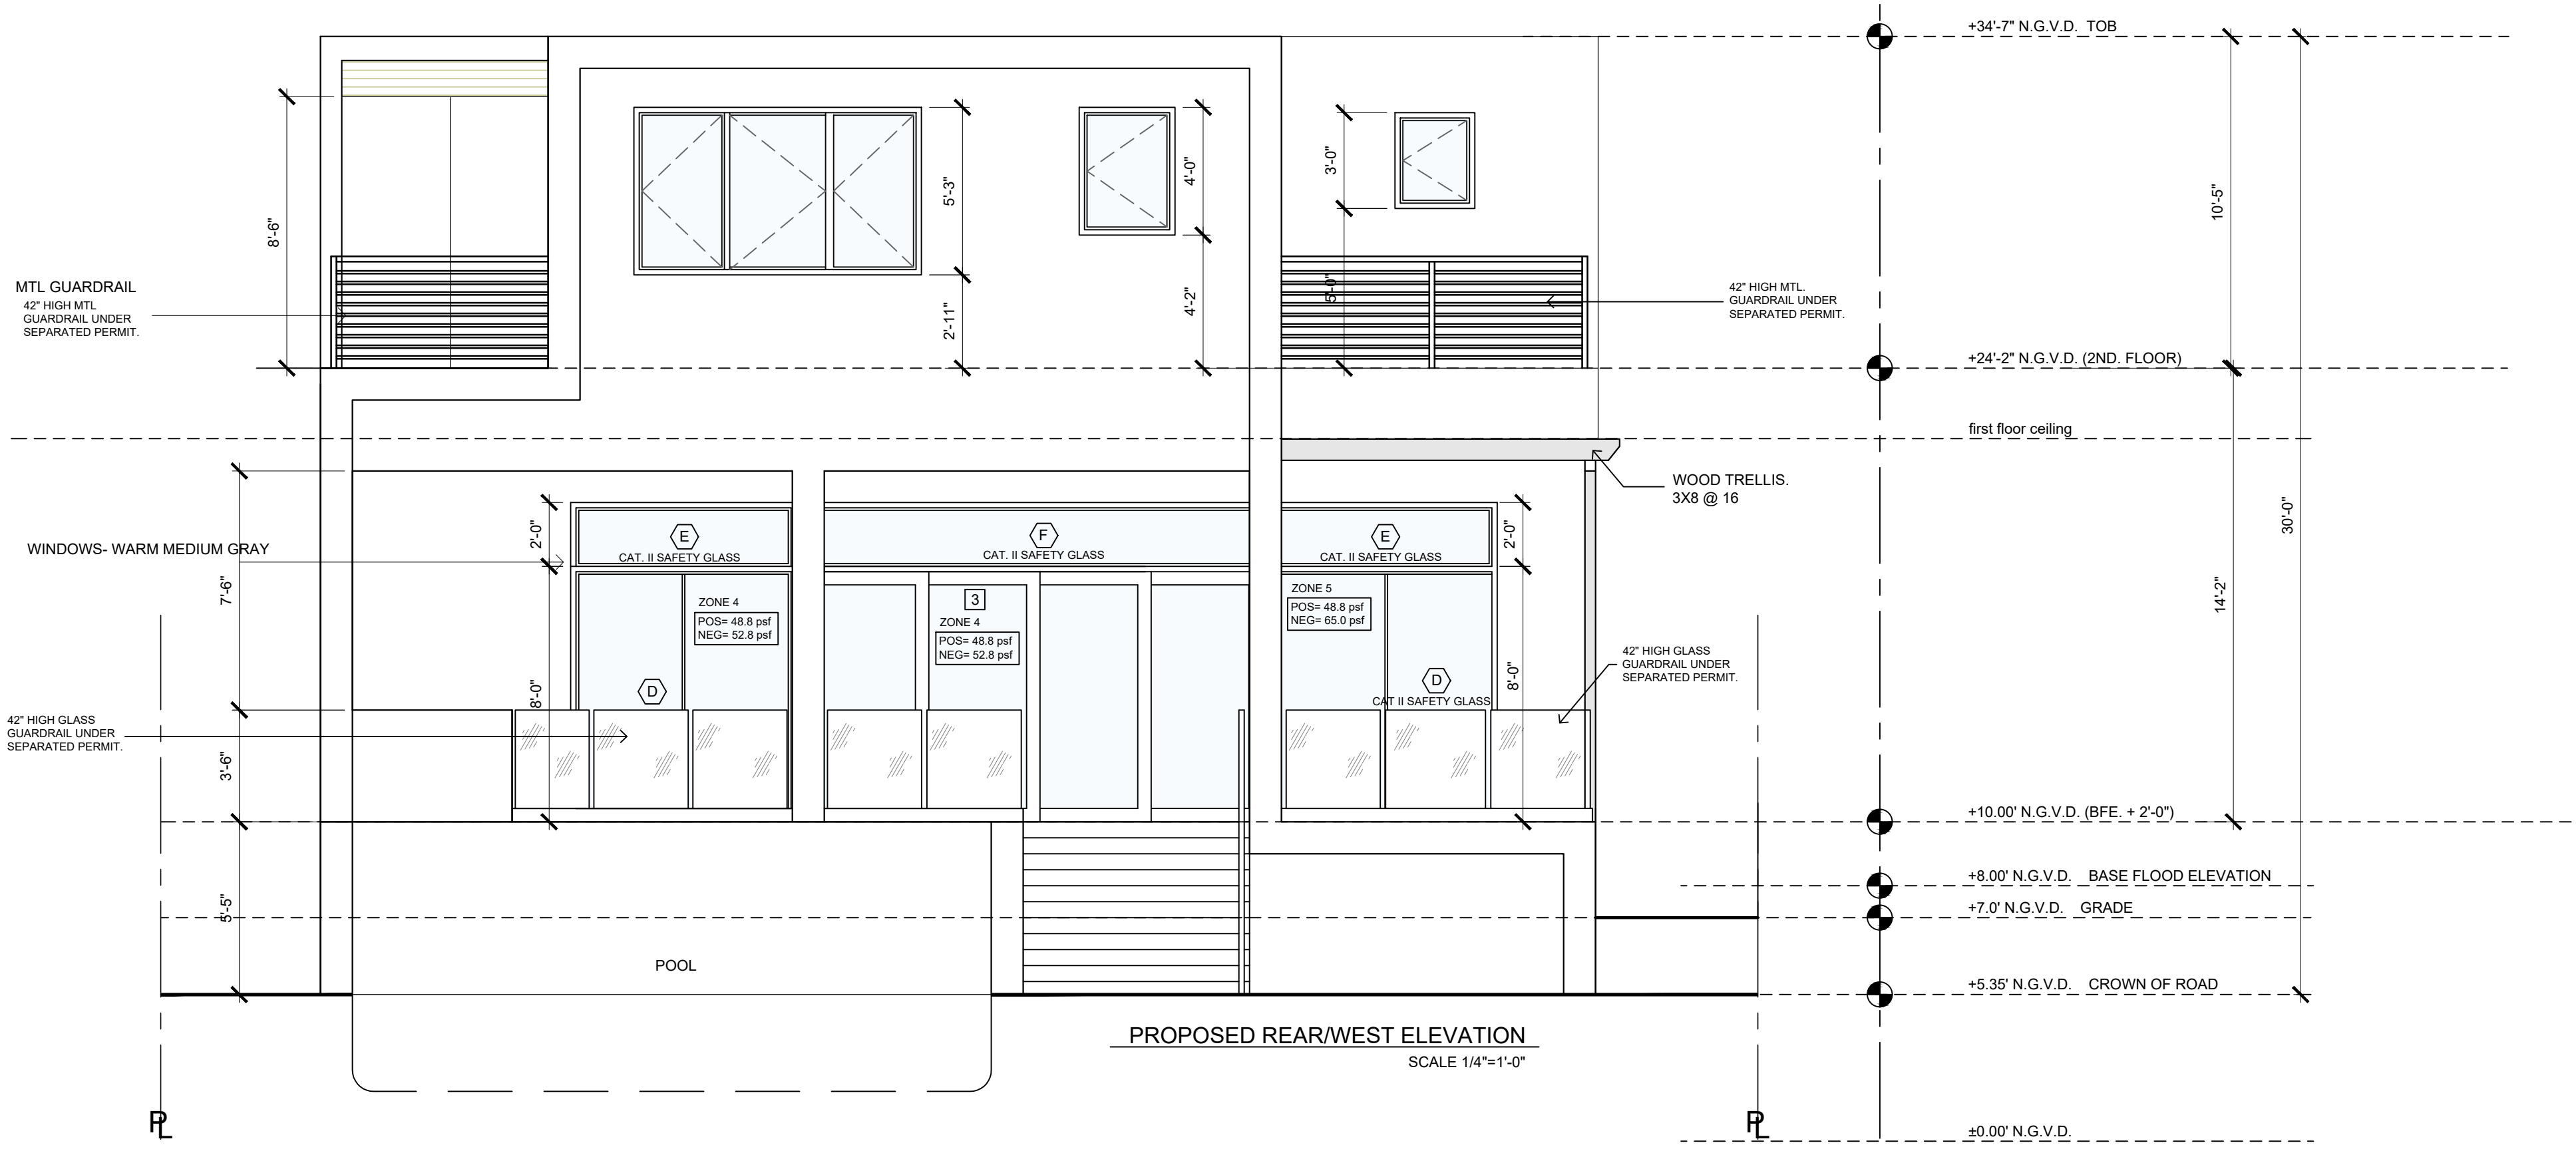 +34'-7" N.G.V.D. TOB
10'-5"
8'-6"
5'-3"
4'-0"
3'-0"
2'-11"
4'-2"
5'-0"
MTL GUARDRAIL
42" HIGH MTL
GUARDRAIL UNDER
SEPARATED PERMIT.
42" HIGH MTL.
GUARDRAIL UNDER
SEPARATED PERMIT.
+24'-2" N.G.V.D. (2ND. FLOOR)
first floor ceiling
WOOD TRELLIS.
3X8 @ 16
30'-0"
14'-2"
WINDOWS- WARM MEDIUM GRAY
7'-6"
2'-0"
E
CAT. II SAFETY GLASS
F
CAT. II SAFETY GLASS
E
CAT. II SAFETY GLASS
2'-0"
ZONE 4
POS= 48.8 psf
NEG= 52.8 psf
3
ZONE 4
POS= 48.8 psf
NEG= 52.8 psf
ZONE 5
POS= 48.8 psf
NEG= 65.0 psf
8'-0"
D
D
CAT II SAFETY GLASS
8'-0"
42" HIGH GLASS
GUARDRAIL UNDER
SEPARATED PERMIT.
42" HIGH GLASS
GUARDRAIL UNDER
SEPARATED PERMIT.
3'-6"
+10.00' N.G.V.D. (BFE. + 2'-0")
+8.00' N.G.V.D. BASE FLOOD ELEVATION
+7.0' N.G.V.D. GRADE
5'-5"
POOL
+5.35' N.G.V.D. CROWN OF ROAD
PROPOSED REAR/WEST ELEVATION
SCALE 1/4"=1'-0"
PL
PL
±0.00' N.G.V.D.